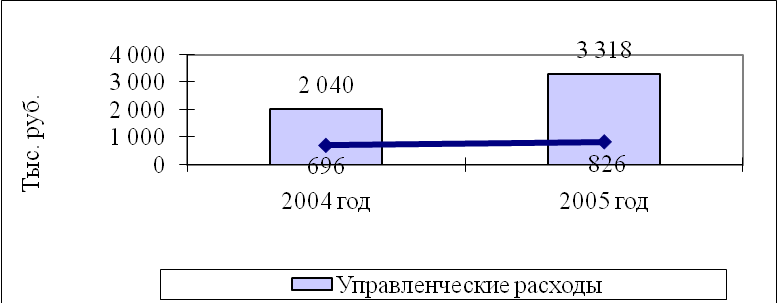 4 000
3 000
2 000
1 000
0
Тыс. руб.
2 040
3 318
696
826
2004 год
2005 год
Управленческие расходы